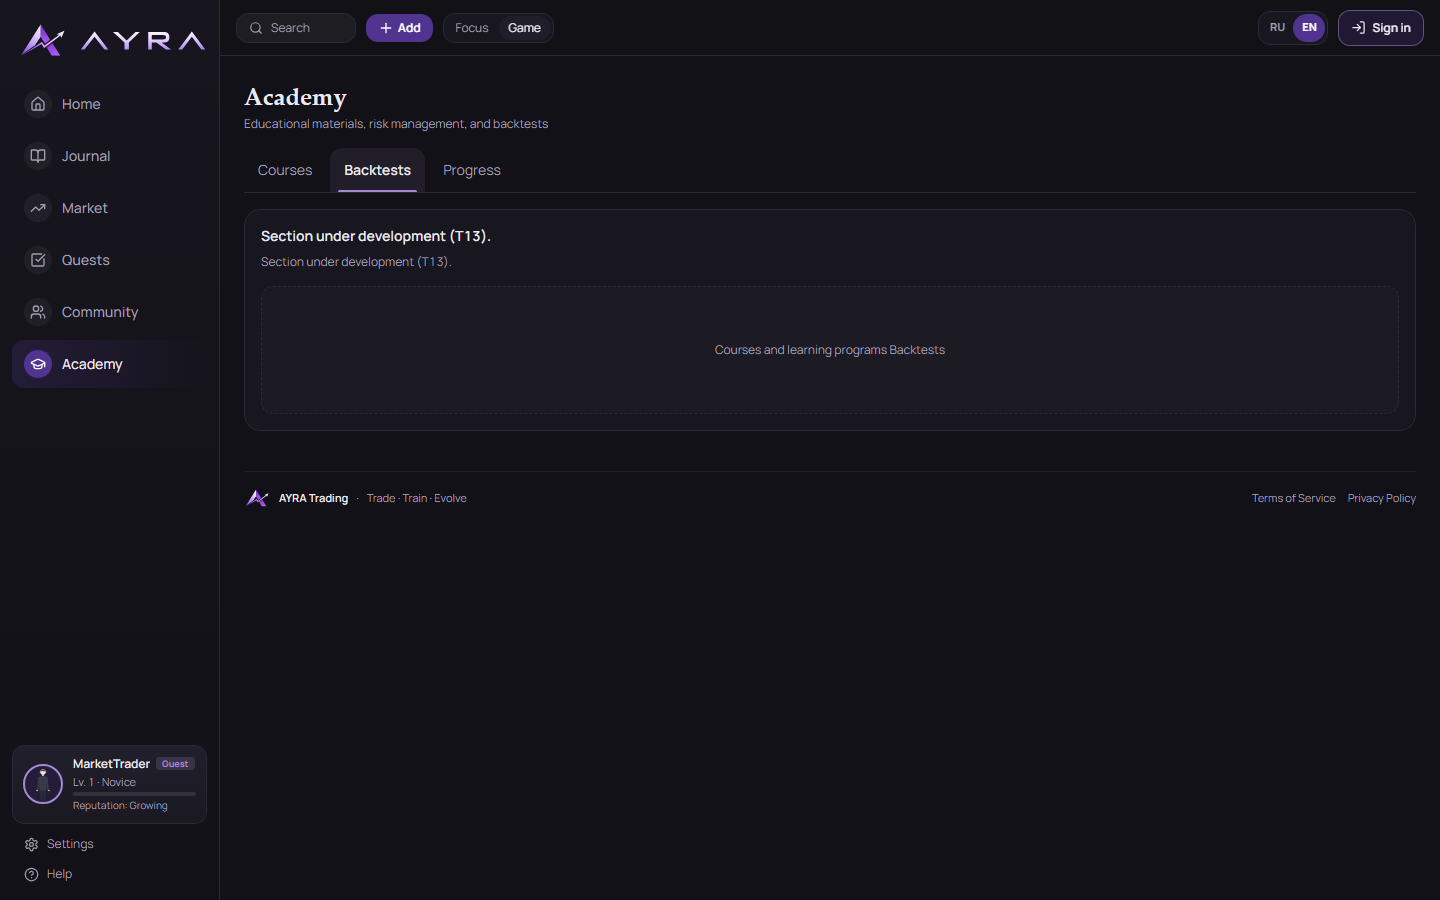 AYRA
Search
Add
Focus Game
RU EN
Sign in
Home
Journal
Market
Quests
Community
Academy
Academy
Educational materials, risk management, and backtests
Courses Backtests Progress
Section under development (T13).
Section under development (T13).
Courses and learning programs Backtests
AYRA Trading · Trade · Train · Evolve
Terms of Service Privacy Policy
MarketTrader Guest
Lv. 1 · Novice
Reputation: Growing
Settings
Help